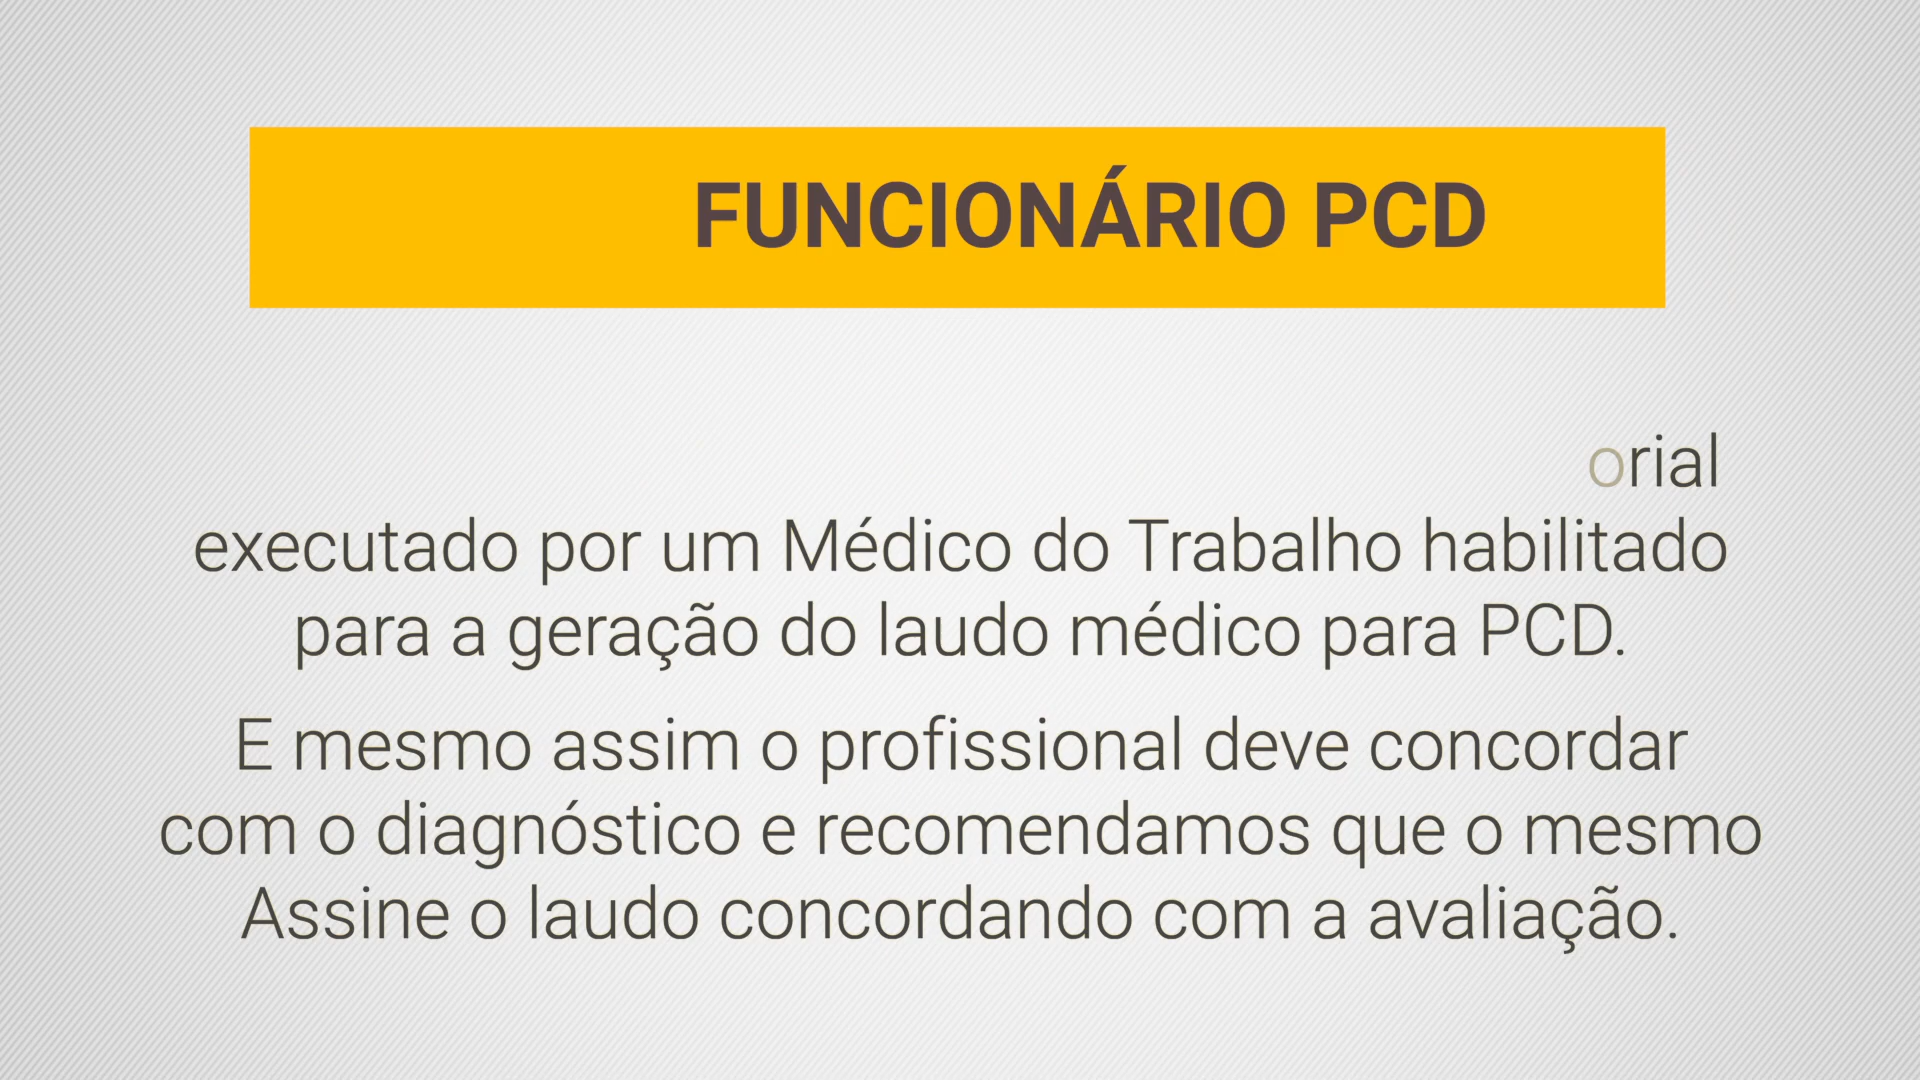 FUNCIONÁRIO PCD
orial
executado por um Médico do Trabalho habilitado
para a geração do laudo médico para PCD.
E mesmo assim o profissional deve concordar
com o diagnóstico e recomendamos que o mesmo
Assine o laudo concordando com a avaliação.